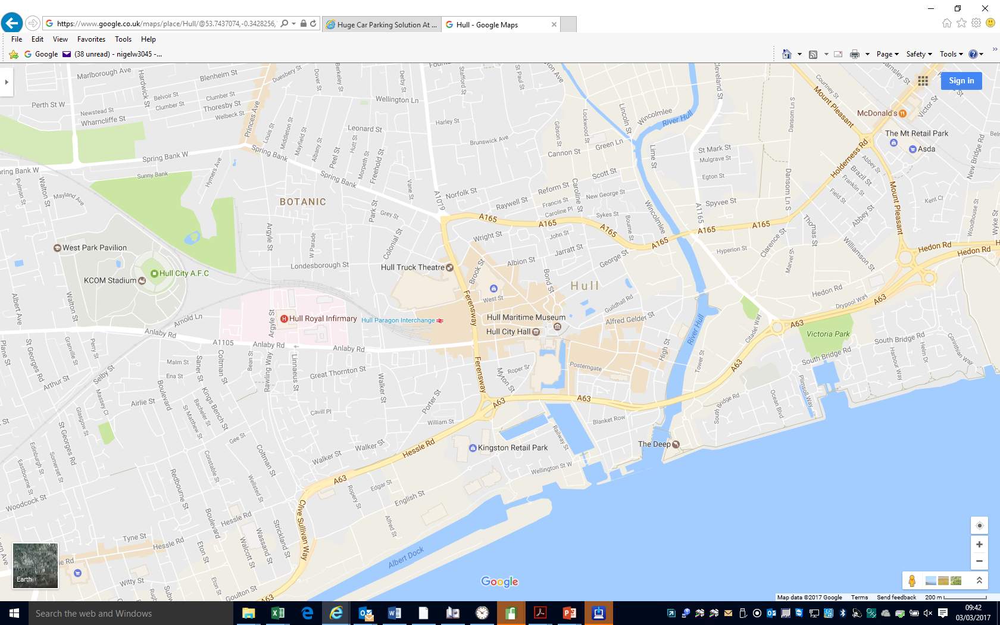 https://www.google.co.uk/maps/place/Hull/@53.7437074,-0.3428256,
Huge Car Parking Solution At ...
Hull - Google Maps
File Edit View Favorites Tools Help
Google (38 unread) - nigelw3045 -...
Page Safety Tools
Sign in
Marlborough Ave
Hardwick St
Blenheim St
Duesbery St
Dover St
Berkeley St
Derby St
Stafford St
St Paul St
Cleveland St
Courtney St
Belvoir St
Clumber St
Clumber St
Thoresby St
Perth St W
Newstead St
Welbeck St
Wharncliffe St
Princes Ave
Wellington Ln
Mount Pleasant
Dansom Ln S
Victor St
McDonald's
Lincoln St
Wincolmlee
River Hull
Lockwood St
Gibson St
Harley St
Leonard St
Louis St
Middleton St
Mayfield St
Albany St
Peel St
Hutt St
Morpeth St
Freehold St
Brunswick Ave
Green Ln
Cannon St
Lime St
St Mark St
Mulgrave St
Egton St
The Mt Retail Park
Asda
Holderness Rd
New Bridge Rd
Spring Bank W
Spring Bank
Spring Bank W
Sunny Bank
Hymers Ave
Spring Bank
Pulman St
Walton St
Mayland Ave
Vane St
A1079
Norfolk St
Scott St
Reform St
Caroline St
New George St
Francis St
Raywell St
Caroline Pl
Sykes St
Wincolmlee
Dansom Ln S
Abbey St
Brazil St
Franklin St
Field St
Mount Pleasant
Kent Cl
Woodhouse St
Wyke St
BOTANIC
Park St
Grey St
A1165
Spyvee St
A165
A165
A165
A165
A165
A165
Bourne St
Thomas St
Abbey St
Argyle St
W Parade
Colonial St
Wright St
John St
Jarratt St
George St
Hyperion St
Clarence St
Marvel St
Williamson St
Hedon Rd
Hedon Rd
West Park Pavilion
Londesborough St
Hull Truck Theatre
Brook St
Albion St
Bond St
Hull City A.F.C
KCOM Stadium
Hull
West St
Guildhall Rd
Hedon Rd
Drypool Way
A63
Ferensway
Albert Ave
Walton St
Arnold Ln
Argyle St
Hull Royal Infirmary
Hull Paragon Interchange
Hull Maritime Museum
Hull City Hall
Alfred Gelder St
River Hull
Citadel Way
A63
Victoria Park
South Bridge Rd
South Bridge Rd
Anlaby Rd
A1105
Anlaby Rd
Anlaby Rd
High St
Tower St
A63
Plane St
St Georges Rd
Granville St
Perry St
Selby St
Arthur St
Malm St
Ena St
Saner St
Coltman St
Bean St
Rawling Way
Linnaeus St
Great Thornton St
Walker St
Ferensway
Myton St
Roper St
Posterngate
Harbour Way
Helm Dr
Corinthian Way
Plimsoll Way
Ocean Blvd
South Bridge Rd
Massey Cl
Airlie St
Boulevard
Kings Bench St
Bachelor St
St Matthew St
Glasgow St
St Georges Rd
Gee St
Cavill Pl
Porter St
William St
A63
A63
Blanket Row
Railway St
The Deep
Kingston Retail Park
Hessle Rd
Walker St
Walker St
Edinburgh St
Somerset St
Eastbourne St
Constable St
Coltman St
Wellsted St
Redbourne St
Woodcock St
A63
Ropery St
Edgar St
English St
Wellington St W
Clive Sullivan Way
Boulevard
Hessle Rd
Strickland St
Wassand St
Walcott St
Eton St
Eton St
Alfred St
Tyne St
Hessle Rd
Albert Dock
Witty St
Goulton St
A63
Earth
Google
Map data ©2017 Google Terms Send feedback 200 m
Search the web and Windows
09:42
03/03/2017